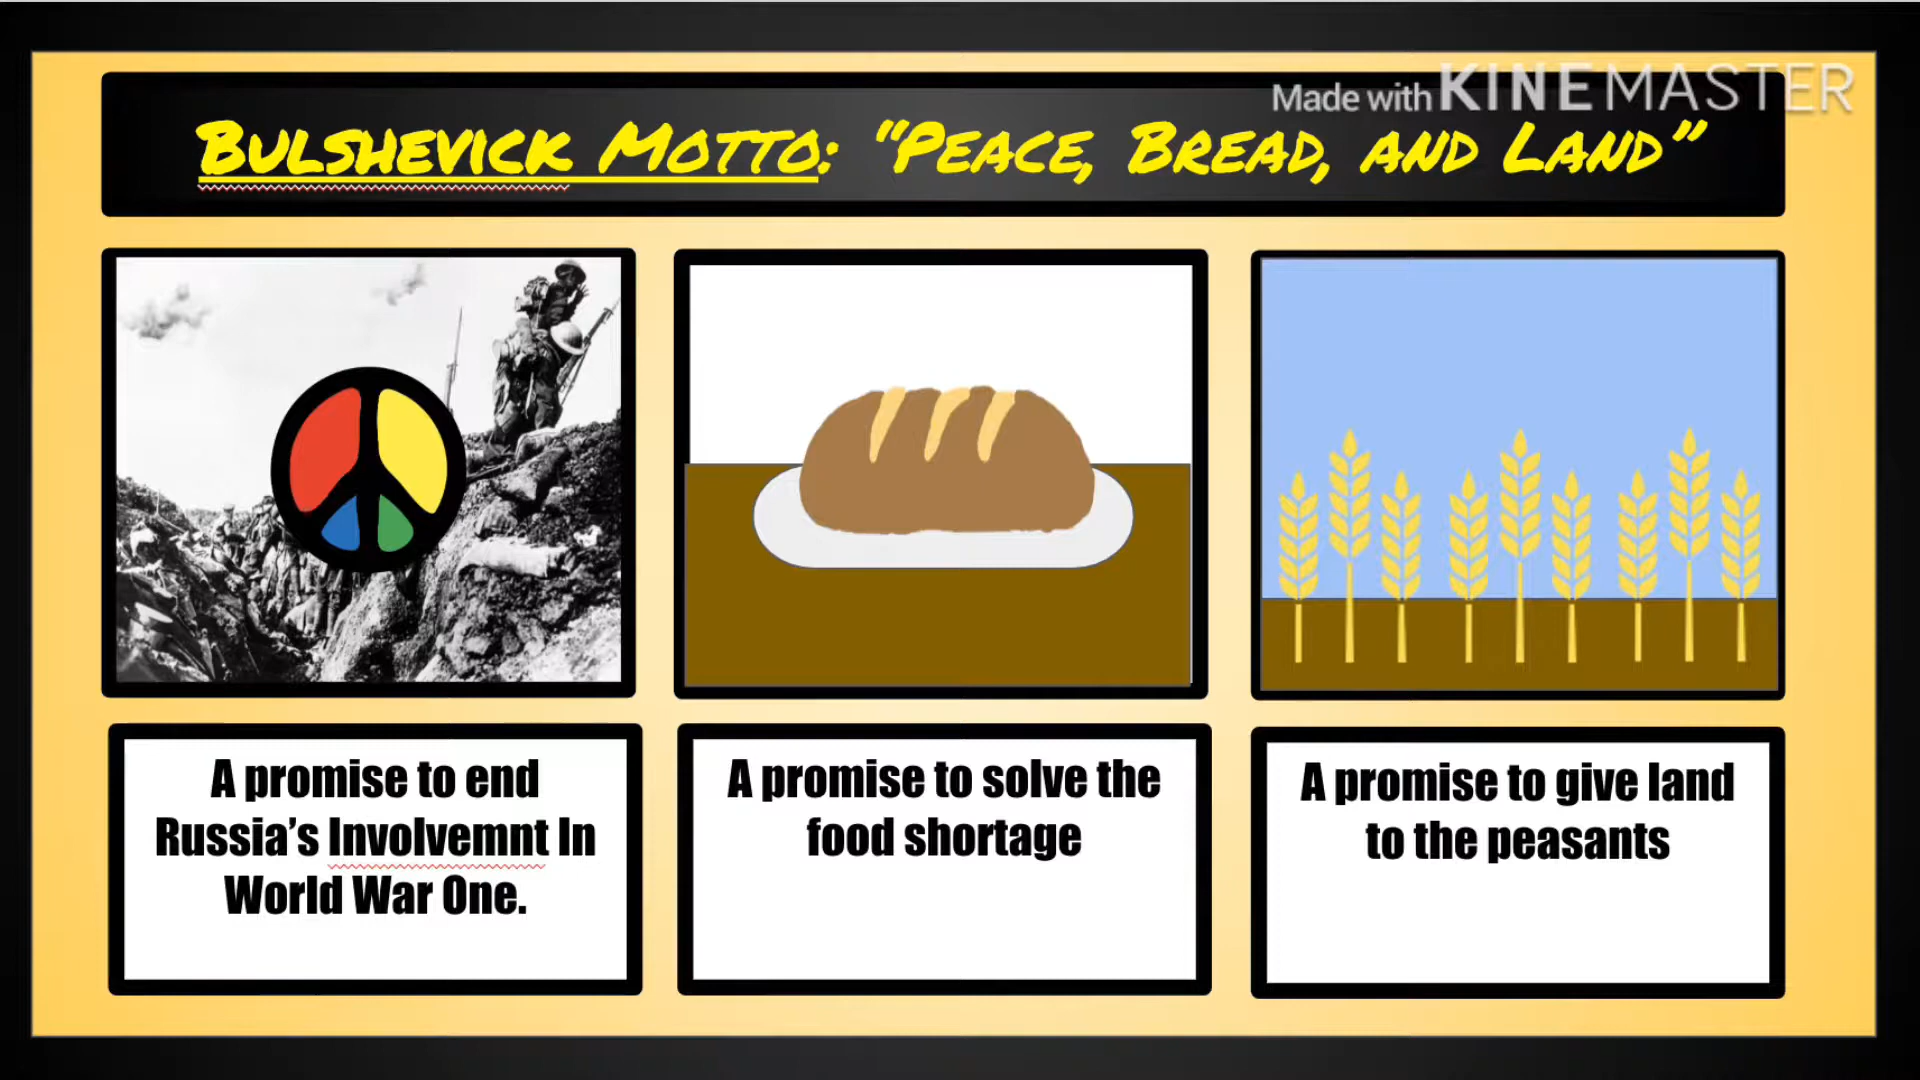 Made with KINEMASTER
Bulshevick Motto: “Peace, Bread, and Land”
A promise to end
Russia’s Involvemnt In
World War One.
A promise to solve the
food shortage
A promise to give land
to the peasants